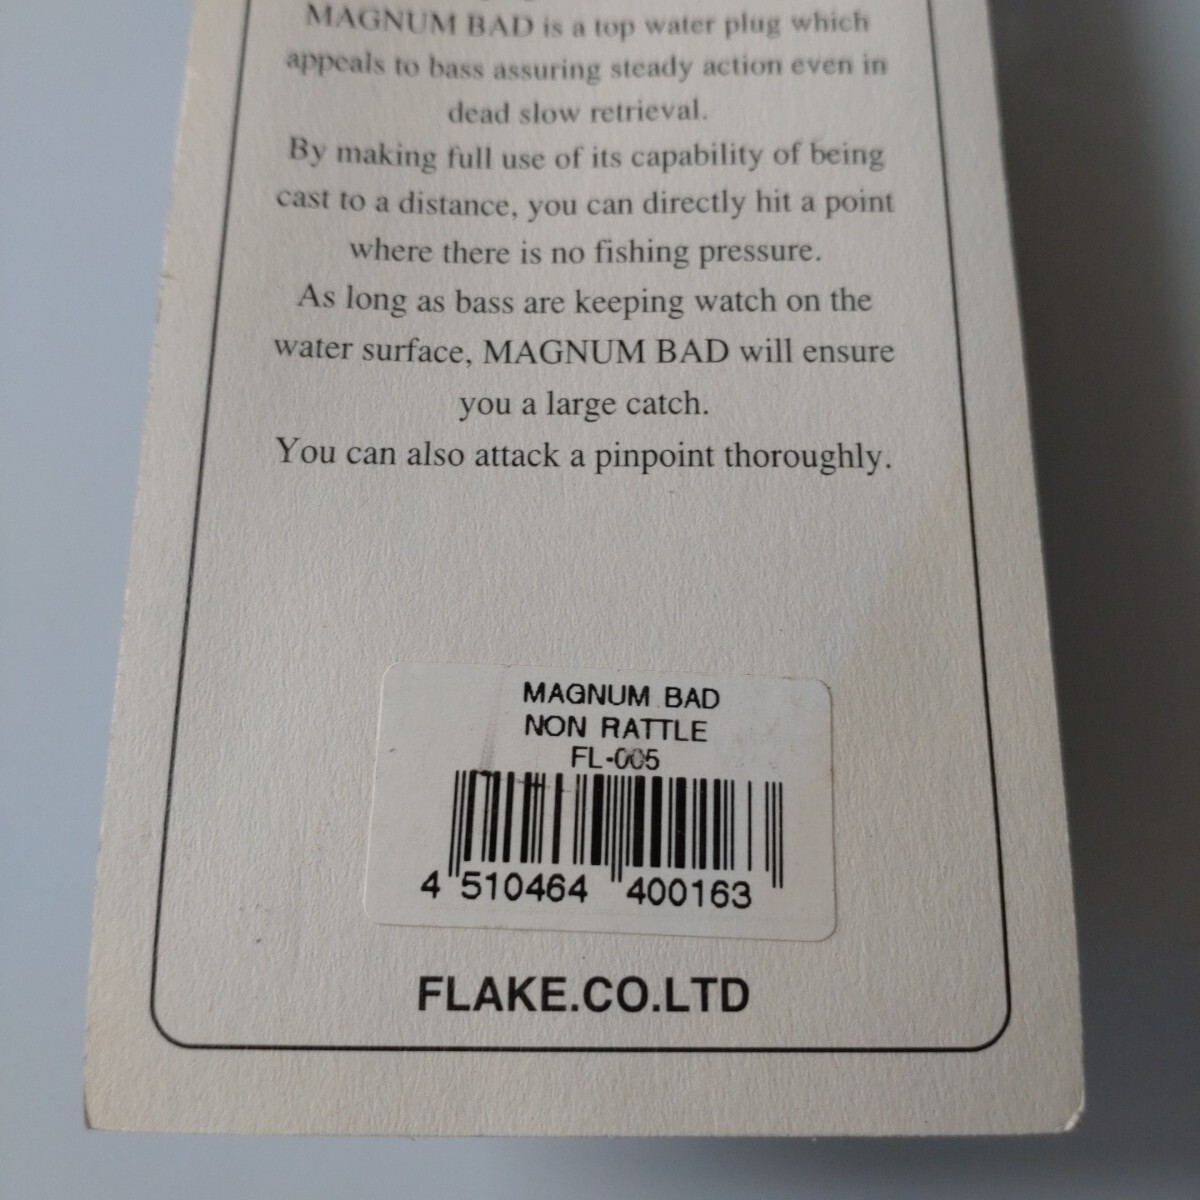 MAGNUM BAD is a top water plug which
appeals to bass assuring steady action even in
dead slow retrieval.
By making full use of its capability of being
cast to a distance, you can directly hit a point
where there is no fishing pressure.
As long as bass are keeping watch on the
water surface, MAGNUM BAD will ensure
you a large catch.
You can also attack a pinpoint thoroughly.
MAGNUM BAD
NON RATTLE
FL-005
4 510464 400163
FLAKE.CO.LTD